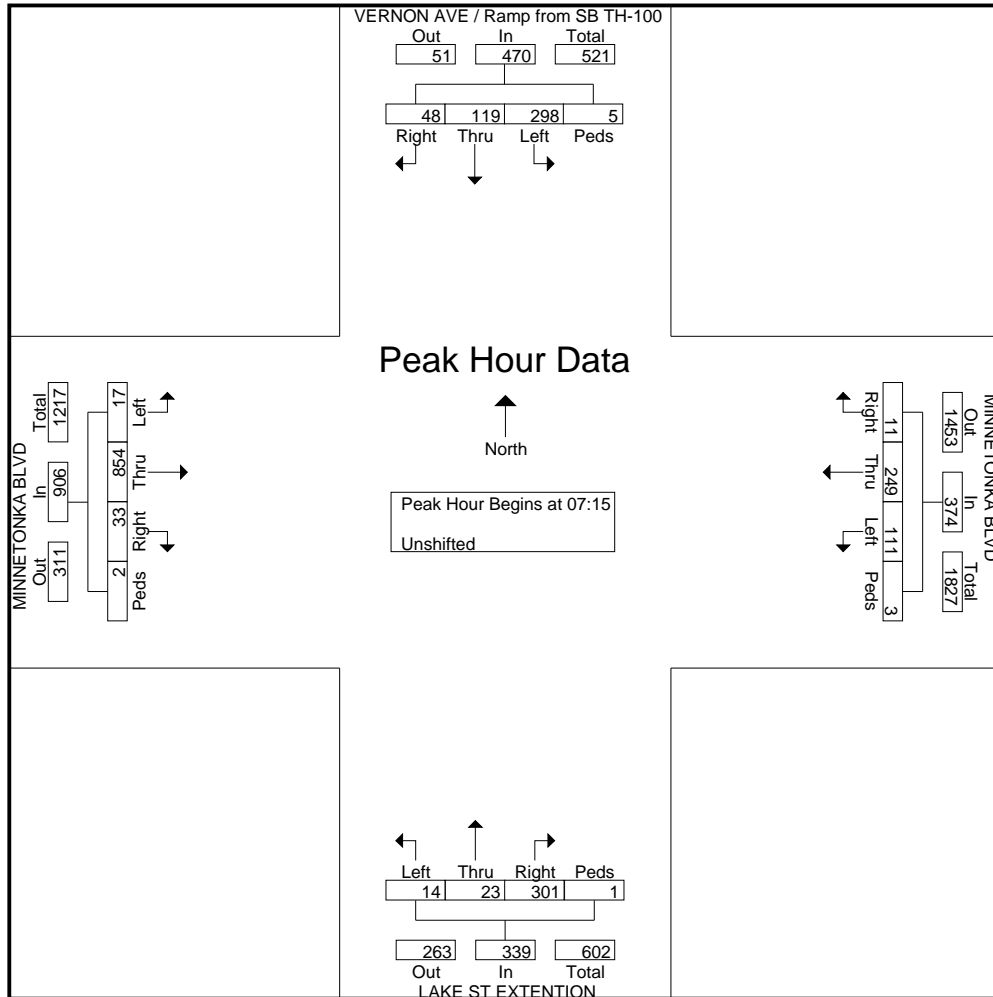 VERNON AVE / Ramp from SB TH-100
Out In Total
51 470 521
48 119 298 5
Right Thru Left Peds
Peak Hour Data
North
Peak Hour Begins at 07:15
Unshifted
MINNETONKA BLVD
Total In Out
1217 906 311
17 854 33 2
Left Thru Right Peds
MINNETONKA BLVD
Out In Total
1453 374 1827
11 249 111 3
Right Thru Left Peds
Left Thru Right Peds
14 23 301 1
263 339 602
Out In Total
LAKE ST EXTENTION